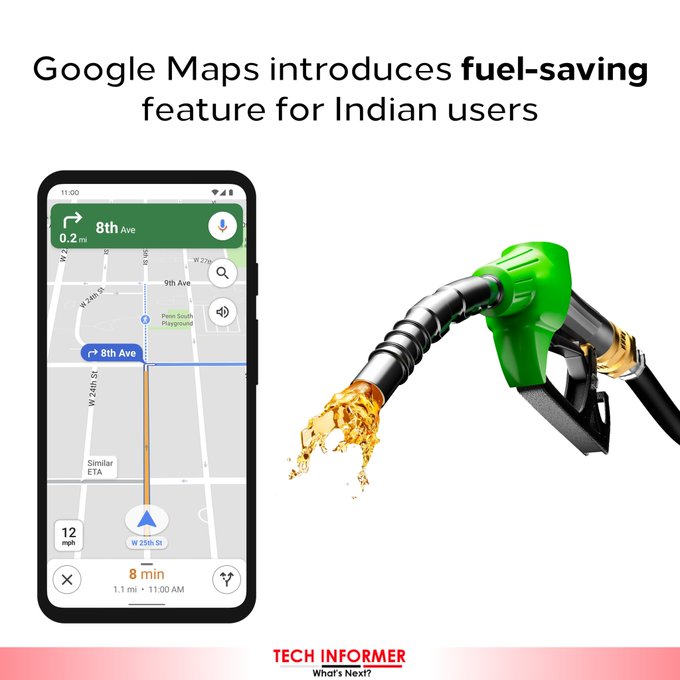 Google Maps introduces fuel-saving
feature for Indian users
11:00
8th Ave
0.2 mi
W 27th
9th Ave
W 24th St
Penn South
Playground
8th Ave
W 24th St
Similar
ETA
12
mph
W 25th St
8 min
1.1 mi • 11:00 AM
TECH INFORMER
What's Next?